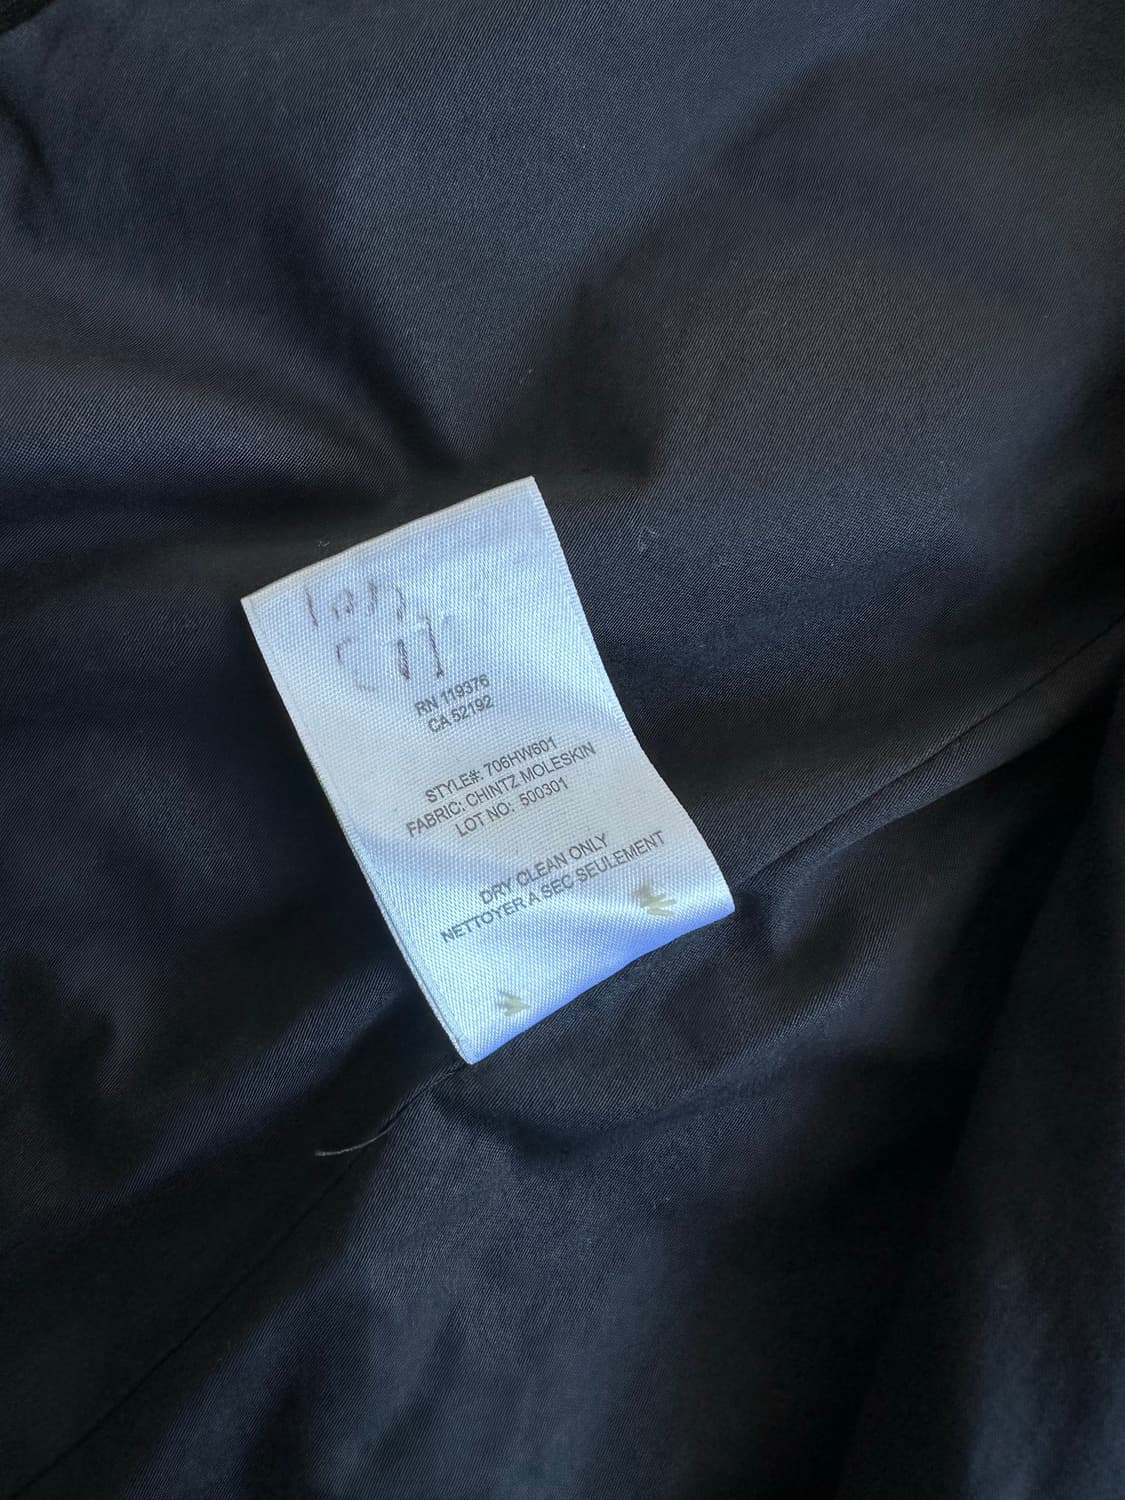 RN 119376
CA 52192
STYLE#: 706HW601
FABRIC: CHINTZ MOLESKIN
LOT NO: 500301
DRY CLEAN ONLY
NETTOYER A SEC SEULEMENT